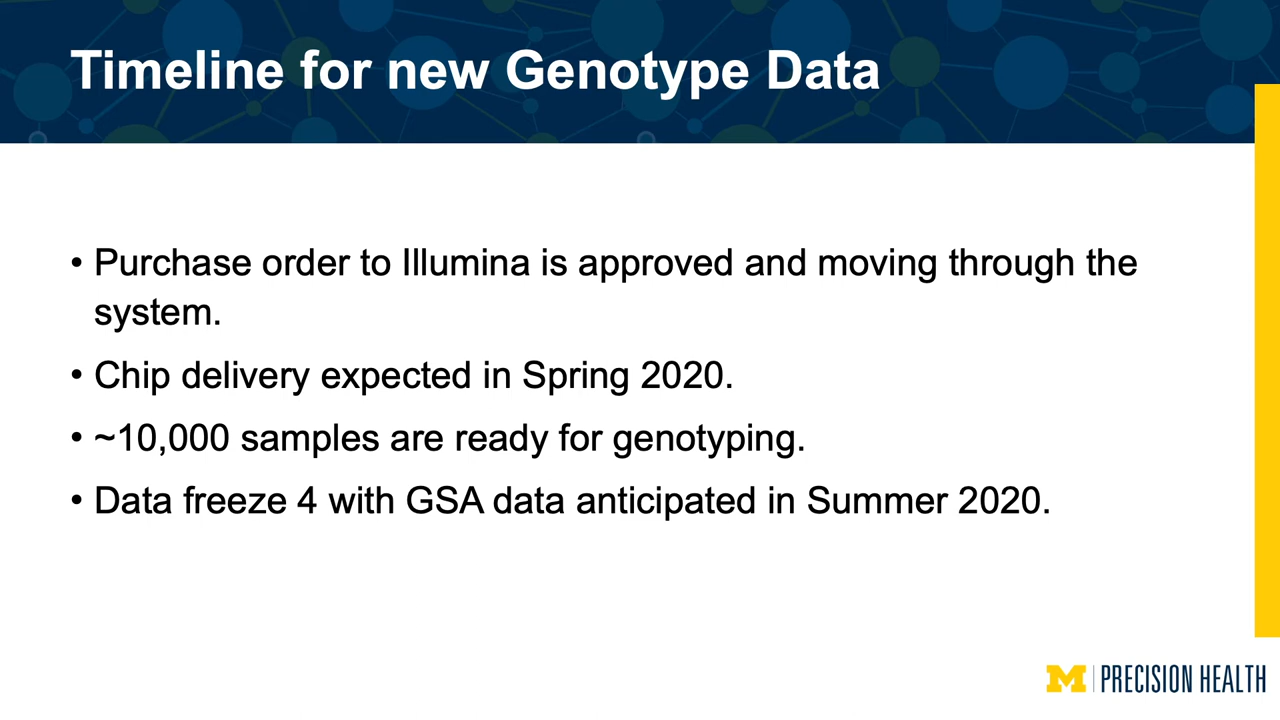 Timeline for new Genotype Data
• Purchase order to Illumina is approved and moving through the
system.
• Chip delivery expected in Spring 2020.
• ~10,000 samples are ready for genotyping.
• Data freeze 4 with GSA data anticipated in Summer 2020.
M PRECISION HEALTH